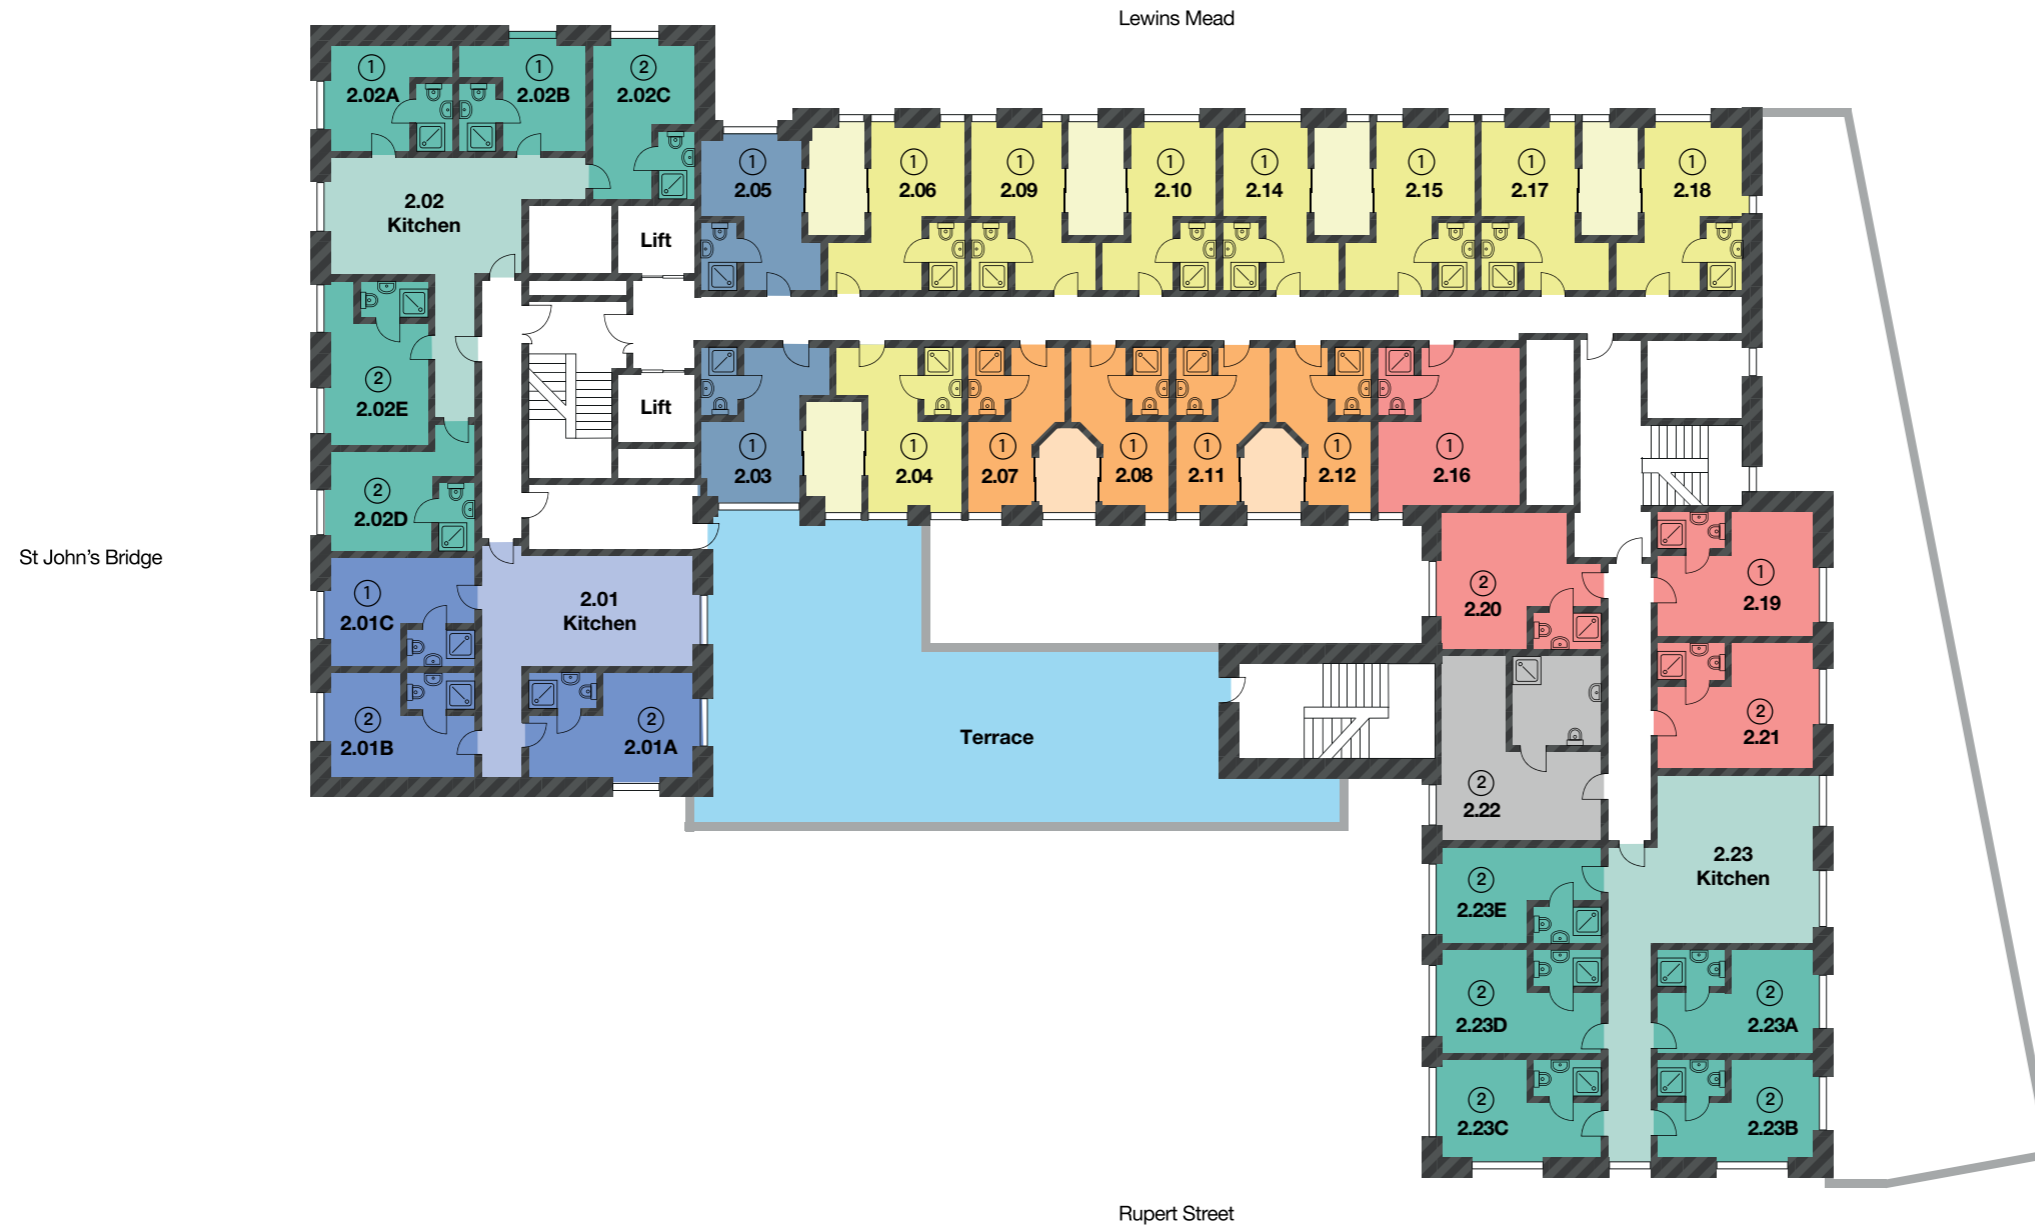 Lewins Mead
1
2.02A
1
2.02B
2
2.02C
2.02
Kitchen
Lift
1
2.05
1
2.06
1
2.09
1
2.10
1
2.14
1
2.15
1
2.17
1
2.18
2
2.02E
Lift
2
2.02D
1
2.03
1
2.04
1
2.07
1
2.08
1
2.11
1
2.12
1
2.16
St John's Bridge
1
2.01C
2.01
Kitchen
2
2.01B
2
2.01A
Terrace
2
2.20
1
2.19
2
2.21
2
2.22
2.23
Kitchen
2
2.23E
2
2.23D
2
2.23A
2
2.23C
2
2.23B
Rupert Street